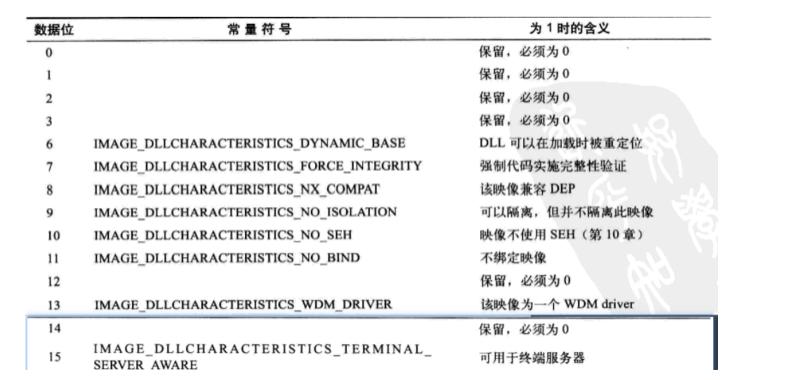 数据位 常量符号 为1时的含义
0 保留，必须为0
1 保留，必须为0
2 保留，必须为0
3 保留，必须为0
6 IMAGE_DLLCHARACTERISTICS_DYNAMIC_BASE DLL 可以在加载时被重定位
7 IMAGE_DLLCHARACTERISTICS_FORCE_INTEGRITY 强制代码实施完整性验证
8 IMAGE_DLLCHARACTERISTICS_NX_COMPAT 该映像兼容 DEP
9 IMAGE_DLLCHARACTERISTICS_NO_ISOLATION 可以隔离，但并不隔离此映像
10 IMAGE_DLLCHARACTERISTICS_NO_SEH 映像不使用 SEH（第 10 章）
11 IMAGE_DLLCHARACTERISTICS_NO_BIND 不绑定映像
12 保留，必须为0
13 IMAGE_DLLCHARACTERISTICS_WDM_DRIVER 该映像为一个 WDM driver
14 保留，必须为0
15 IMAGE_DLLCHARACTERISTICS_TERMINAL_ 可用于终端服务器
SERVER_AWARE